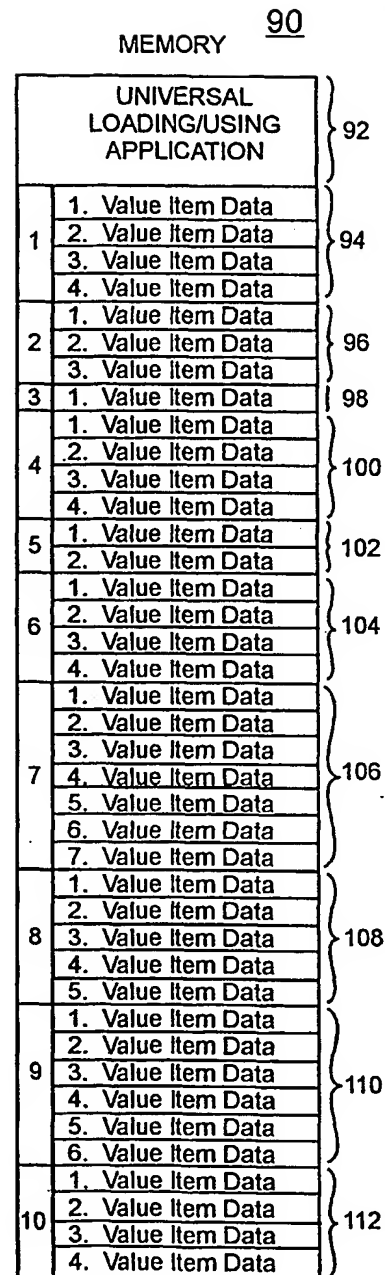 90
MEMORY
UNIVERSAL
LOADING/USING
APPLICATION
92
1. Value Item Data
2. Value Item Data
1
94
3. Value Item Data
4. Value Item Data
1. Value Item Data
2
2. Value Item Data
96
3. Value Item Data
3
1. Value Item Data
98
1. Value Item Data
2. Value Item Data
4
100
3. Value Item Data
4. Value Item Data
5
1. Value Item Data
102
2. Value Item Data
1. Value Item Data
6
2. Value Item Data
104
3. Value Item Data
4. Value Item Data
1. Value Item Data
2. Value Item Data
3. Value Item Data
7
4. Value Item Data
106
5. Value Item Data
6. Value Item Data
7. Value Item Data
1. Value Item Data
2. Value Item Data
8
3. Value Item Data
108
4. Value Item Data
5. Value Item Data
1. Value Item Data
2. Value Item Data
9
3. Value Item Data
110
4. Value Item Data
5. Value Item Data
6. Value Item Data
1. Value Item Data
10
2. Value Item Data
112
3. Value Item Data
4. Value Item Data